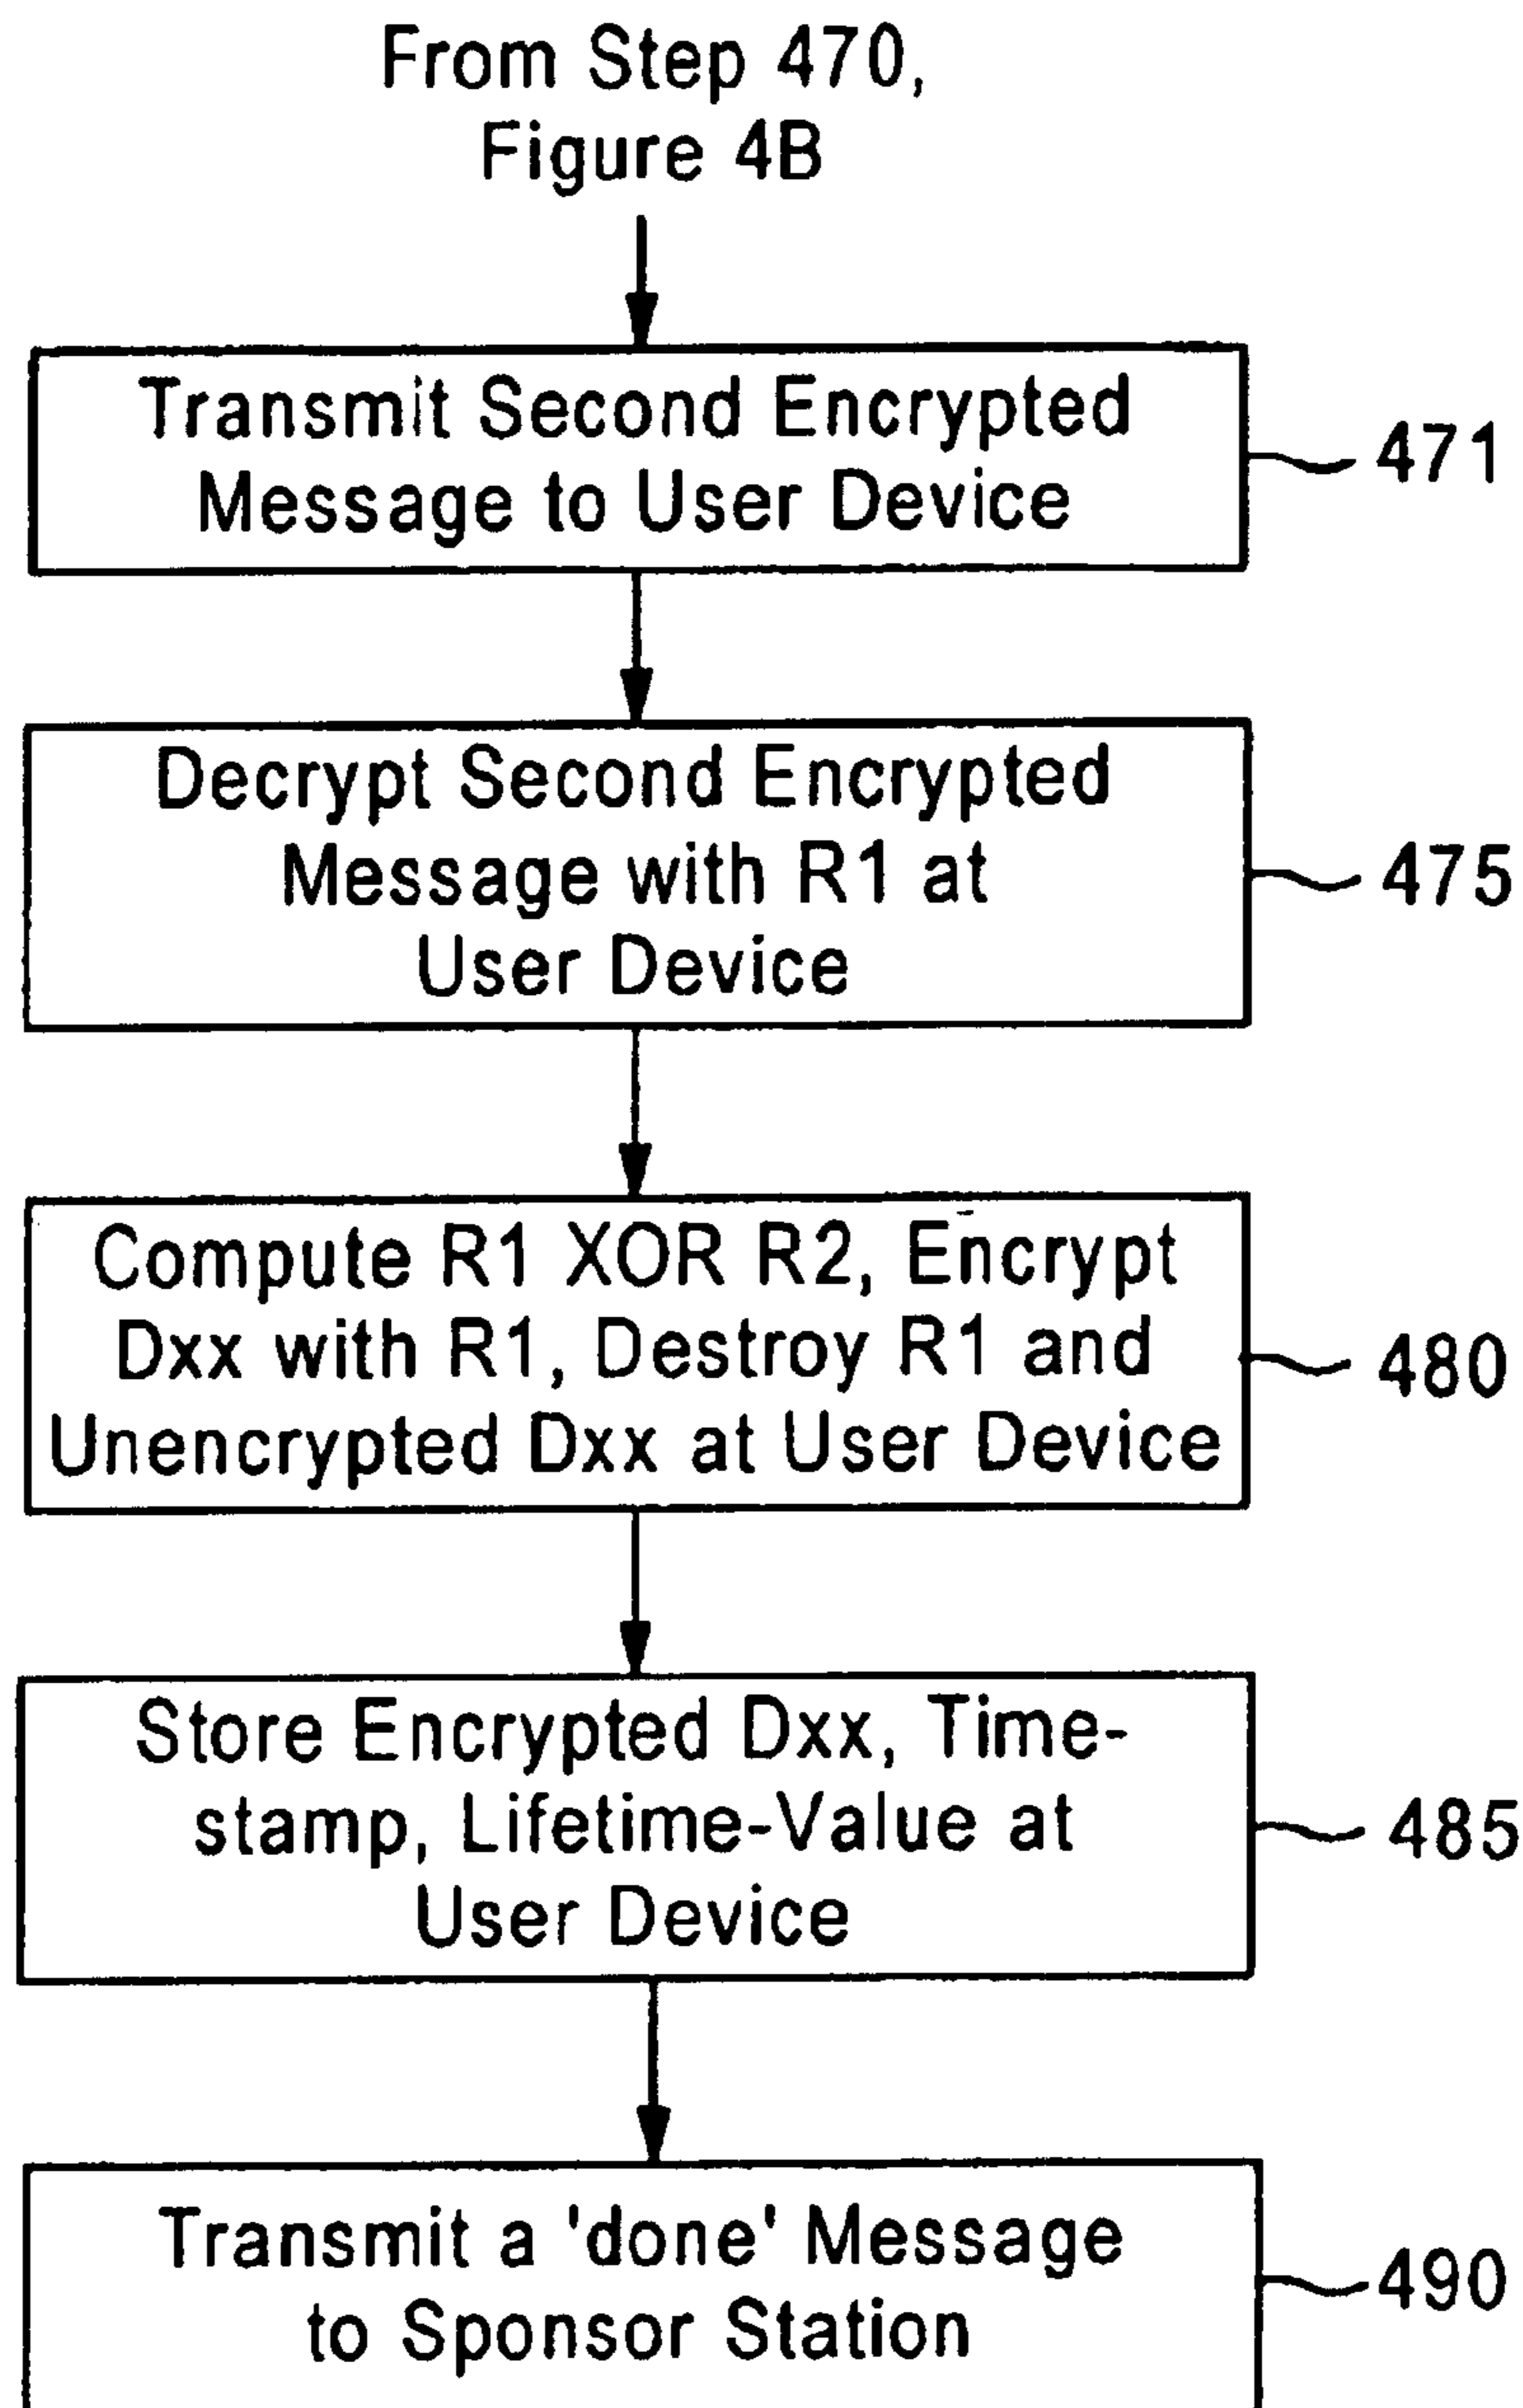 From Step 470,
Figure 4B
Transmit Second Encrypted
Message to User Device
471
Decrypt Second Encrypted
Message with R1 at
User Device
475
Compute R1 XOR R2, Encrypt
Dxx with R1, Destroy R1 and
Unencrypted Dxx at User Device
480
Store Encrypted Dxx, Time-
stamp, Lifetime-Value at
User Device
485
Transmit a 'done' Message
to Sponsor Station
490